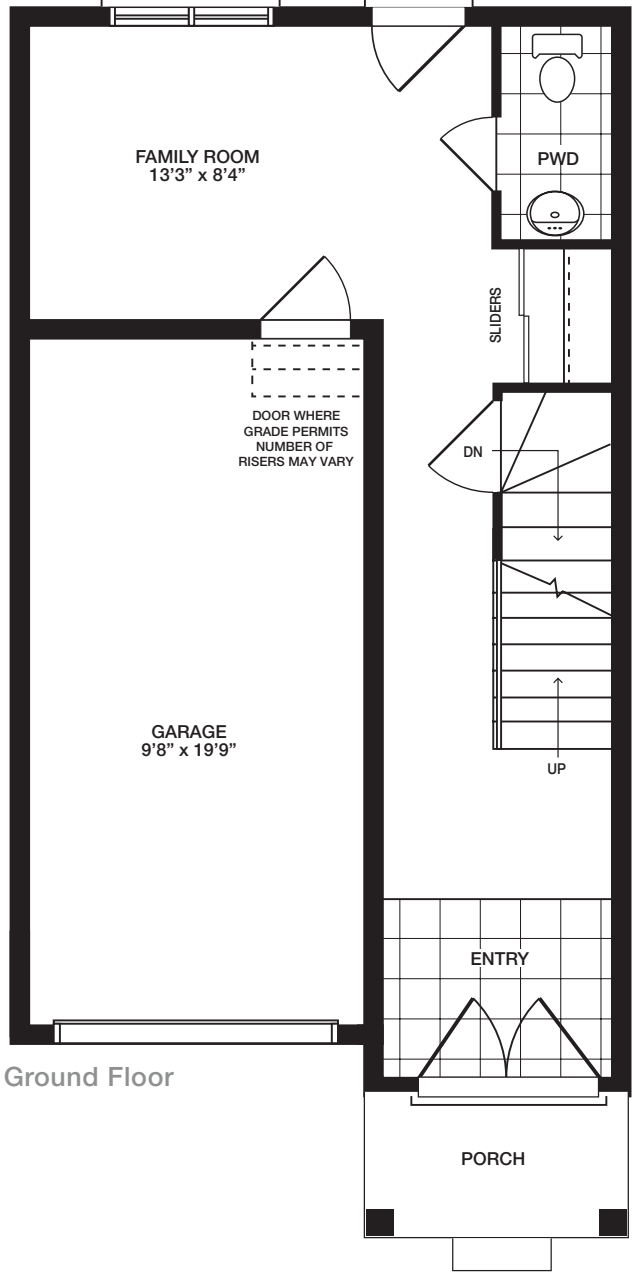 FAMILY ROOM
13’3” x 8’4”
PWD
SLIDERS
DOOR WHERE
GRADE PERMITS
NUMBER OF
RISERS MAY VARY
DN
GARAGE
9’8” x 19’9”
UP
ENTRY
Ground Floor
PORCH